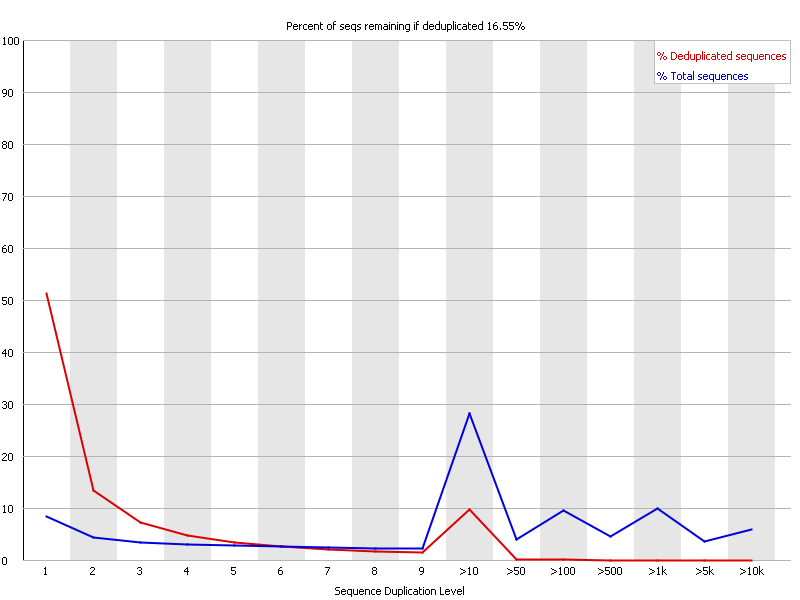 Percent of seqs remaining if deduplicated 16.55%
% Deduplicated sequences
% Total sequences
100
90
80
70
60
50
40
30
20
10
0
1 2 3 4 5 6 7 8 9 >10 >50 >100 >500 >1k >5k >10k
Sequence Duplication Level